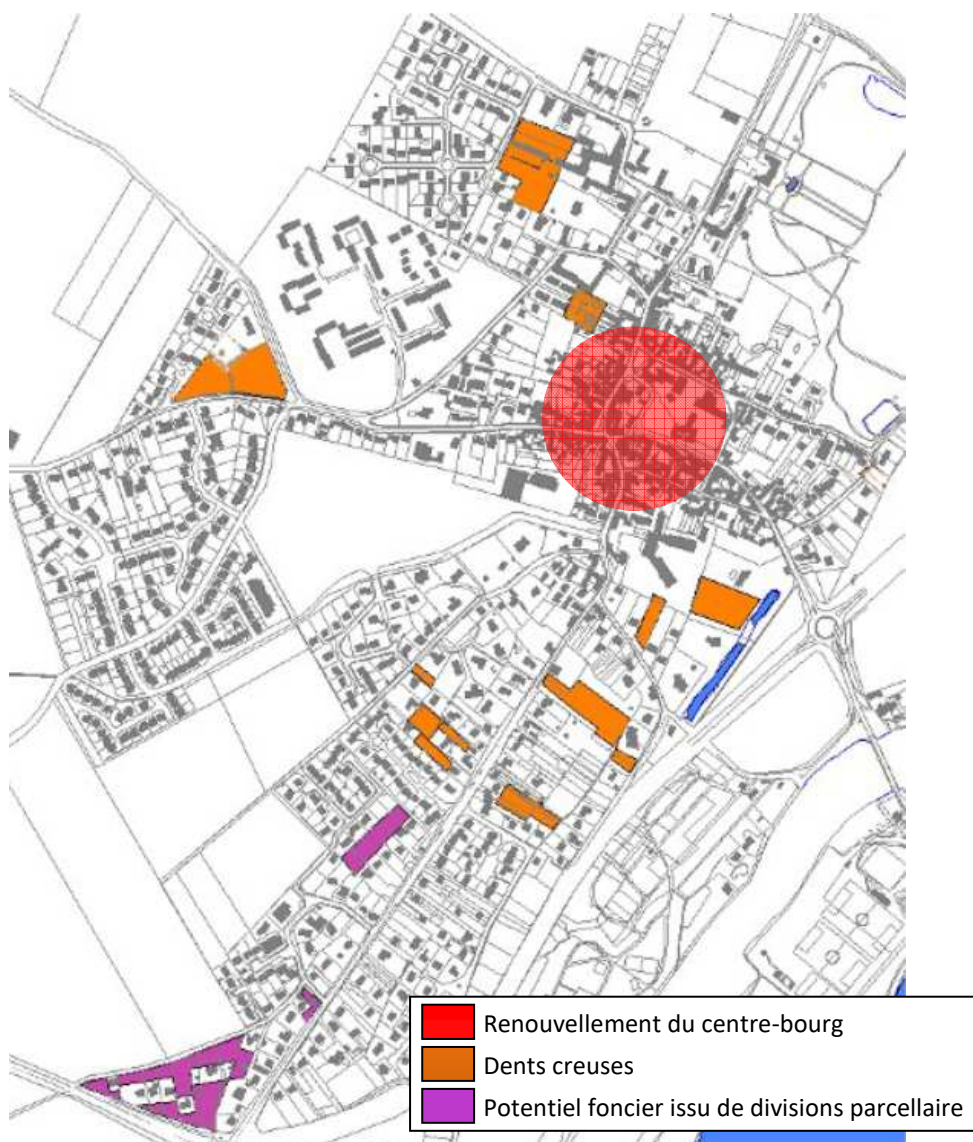 Renouvellement du centre-bourg
Dents creuses
Potentiel foncier issu de divisions parcellaire